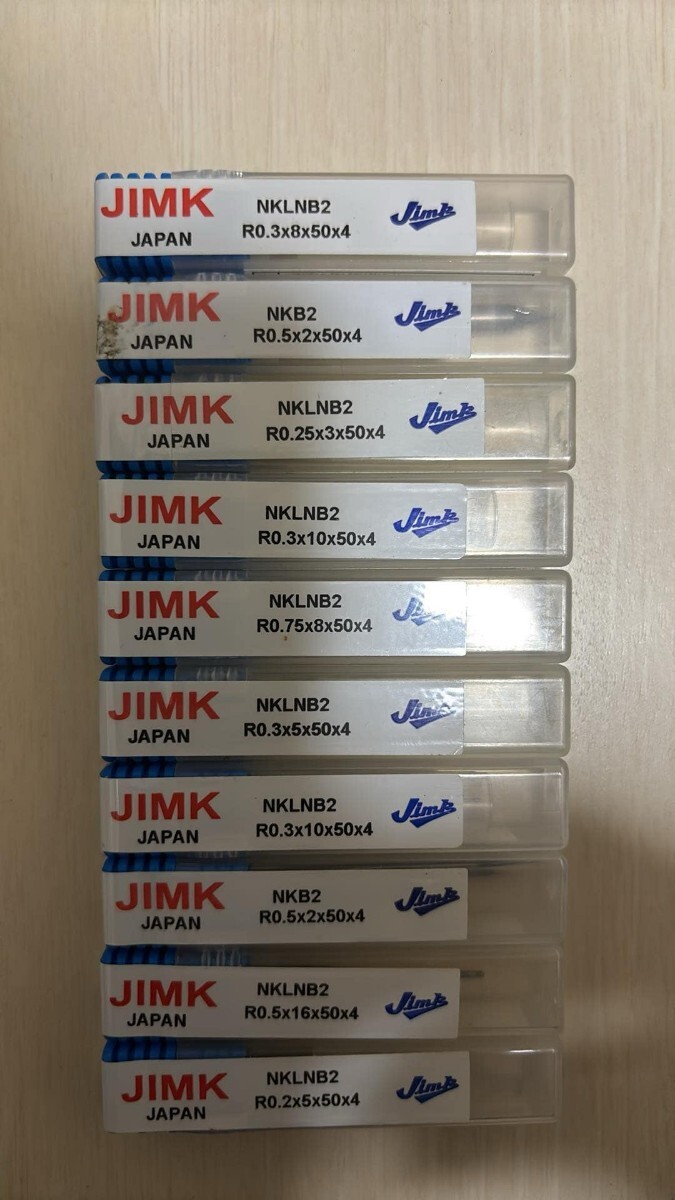 JIMK
JAPAN
NKLNB2
R0.3x8x50x4
Jimk
JIMK
JAPAN
NKB2
R0.5x2x50x4
Jimk
JIMK
JAPAN
NKLNB2
R0.25x3x50x4
Jimk
JIMK
JAPAN
NKLNB2
R0.3x10x50x4
Jimk
JIMK
JAPAN
NKLNB2
R0.75x8x50x4
Jimk
JIMK
JAPAN
NKLNB2
R0.3x5x50x4
Jimk
JIMK
JAPAN
NKLNB2
R0.3x10x50x4
Jimk
JIMK
JAPAN
NKB2
R0.5x2x50x4
Jimk
JIMK
JAPAN
NKLNB2
R0.5x16x50x4
Jimk
JIMK
JAPAN
NKLNB2
R0.2x5x50x4
Jimk